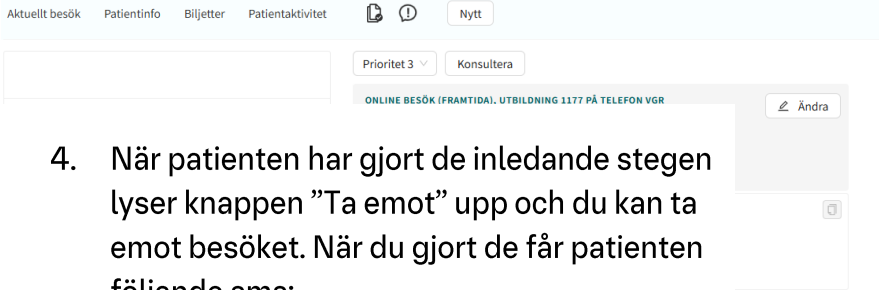 Aktuellt besök Patientinfo Biljetter Patientaktivitet Nytt
Prioritet 3 Konsultera
ONLINE BESÖK (FRAMTIDA), UTBILDNING 1177 PÅ TELEFON VGR
Ändra
4. När patienten har gjort de inledande stegen
lyser knappen ”Ta emot” upp och du kan ta
emot besöket. När du gjort de får patienten
följande sms: